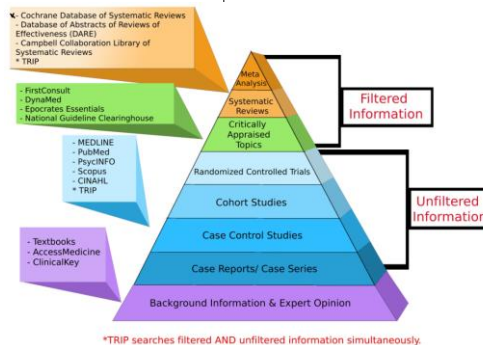 - Cochrane Database of Systematic Reviews
- Database of Abstracts of Reviews of
Effectiveness (DARE)
- Campbell Collaboration Library of
Systematic Reviews
* TRIP
- FirstConsult
- DynaMed
- Epocrates Essentials
- National Guideline Clearinghouse
- MEDLINE
- PubMed
- PsycINFO
- Scopus
- CINAHL
* TRIP
- Textbooks
- AccessMedicine
- ClinicalKey
Meta
Analysis
Systematic
Reviews
Critically
Appraised
Topics
Randomized Controlled Trials
Cohort Studies
Case Control Studies
Case Reports/ Case Series
Background Information & Expert Opinion
Filtered
Information
Unfiltered
Information
*TRIP searches filtered AND unfiltered information simultaneously.